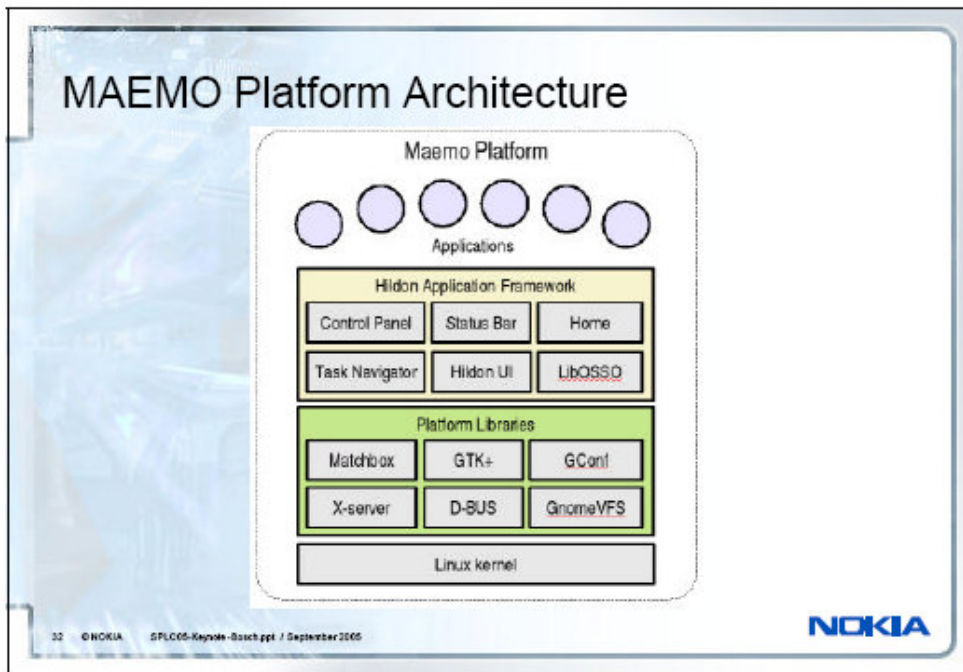 MAEMO Platform Architecture
Maemo Platform
Applications
Hildon Application Framework
Control Panel
Status Bar
Home
Task Navigator
Hildon UI
LibOSSO
Platform Libraries
Matchbox
GTK+
GConf
X-server
D-BUS
GnomeVFS
Linux kernel
32 © NOKIA SPLC05-Keynote-Bosch.ppt / September 2005
NOKIA